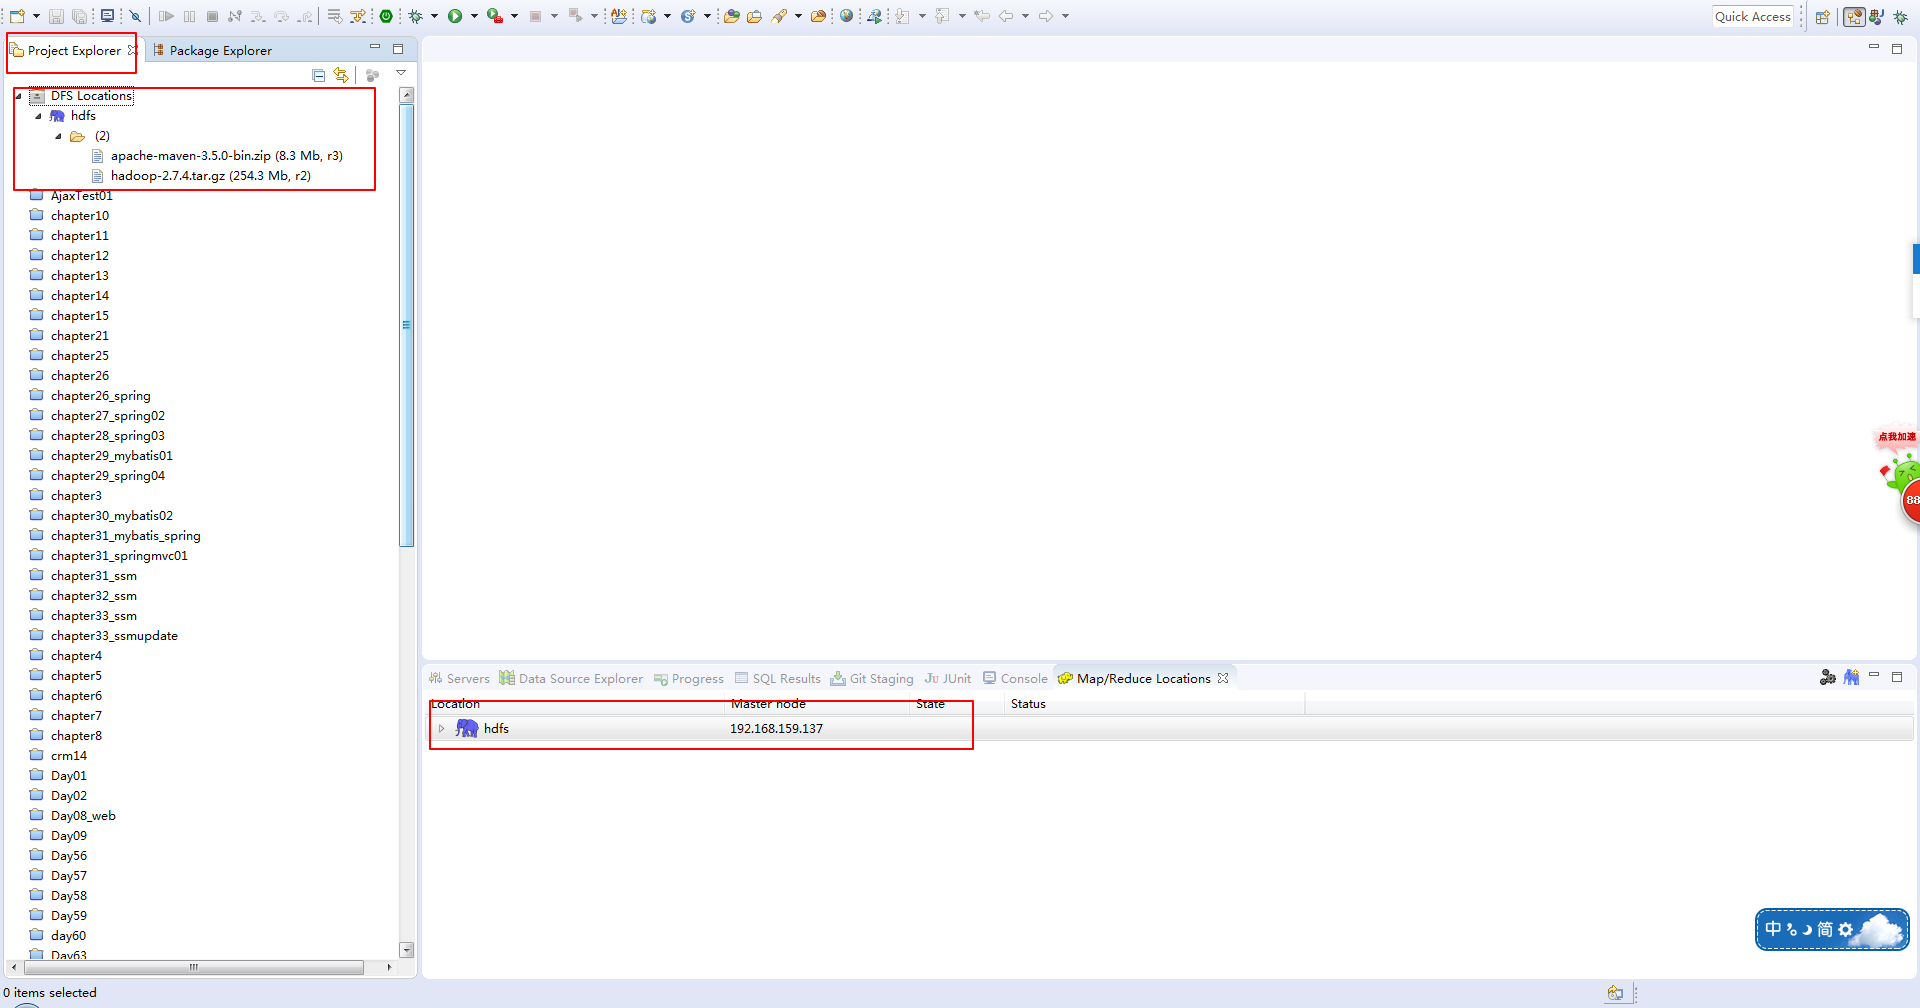 Quick Access
Project Explorer
Package Explorer
DFS Locations
hdfs
(2)
apache-maven-3.5.0-bin.zip (8.3 Mb, r3)
hadoop-2.7.4.tar.gz (254.3 Mb, r2)
AjaxTest01
chapter10
chapter11
chapter12
chapter13
chapter14
chapter15
chapter21
chapter25
chapter26
chapter26_spring
chapter27_spring02
chapter28_spring03
chapter29_mybatis01
chapter29_spring04
chapter3
chapter30_mybatis02
chapter31_mybatis_spring
chapter31_springmvc01
chapter31_ssm
chapter32_ssm
chapter33_ssm
chapter33_ssmupdate
chapter4
chapter5
chapter6
chapter7
chapter8
crm14
Day01
Day02
Day08_web
Day09
Day56
Day57
Day58
Day59
day60
Day63
0 items selected
点我加速
88
Servers Data Source Explorer Progress SQL Results Git Staging JUnit Console Map/Reduce Locations
Location Master node State Status
hdfs 192.168.159.137
中 简